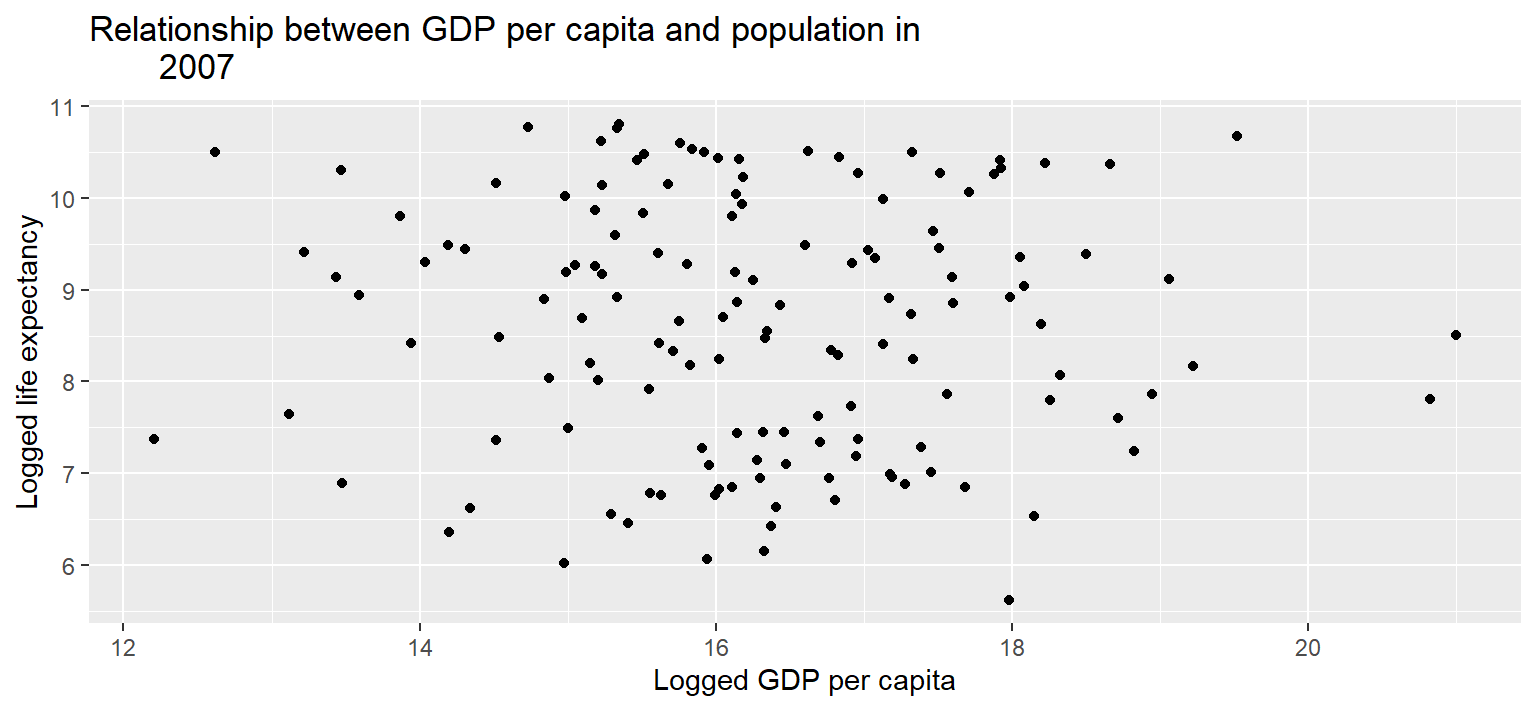 Relationship between GDP per capita and population in
2007
11
10
9
8
7
6
Logged life expectancy
12 14 16 18 20
Logged GDP per capita